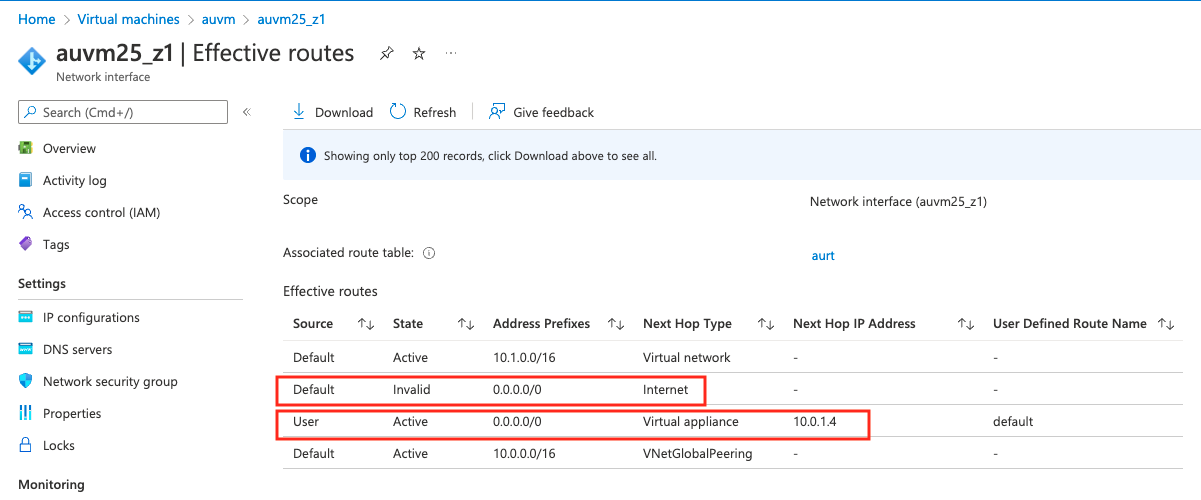 Home > Virtual machines > auvm > auvm25_z1
auvm25_z1 | Effective routes ...
Network interface
Search (Cmd+/) «
Download Refresh Give feedback
Showing only top 200 records, click Download above to see all.
Overview
Activity log
Access control (IAM)
Tags
Settings
IP configurations
DNS servers
Network security group
Properties
Locks
Monitoring
Scope Network interface (auvm25_z1)
Associated route table: aurt
Effective routes
Source State Address Prefixes Next Hop Type Next Hop IP Address User Defined Route Name
Default Active 10.1.0.0/16 Virtual network - -
Default Invalid 0.0.0.0/0 Internet - -
User Active 0.0.0.0/0 Virtual appliance 10.0.1.4 default
Default Active 10.0.0.0/16 VNetGlobalPeering - -